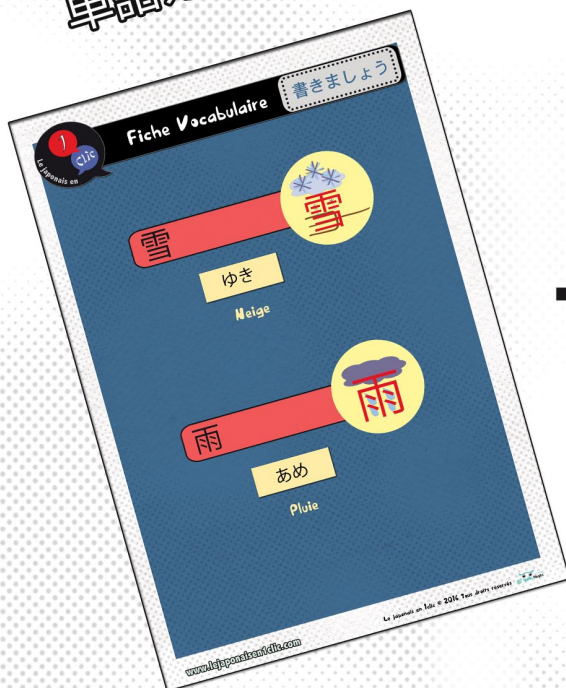 単語
Fiche Vocabulaire
書きましょう
1
clic
Le japonais en
雪
雪
ゆき
Neige
雨
雨
あめ
Pluie
Le japonais en 1clic © 2016 Tous droits réservés
www.lejaponaisen1clic.com